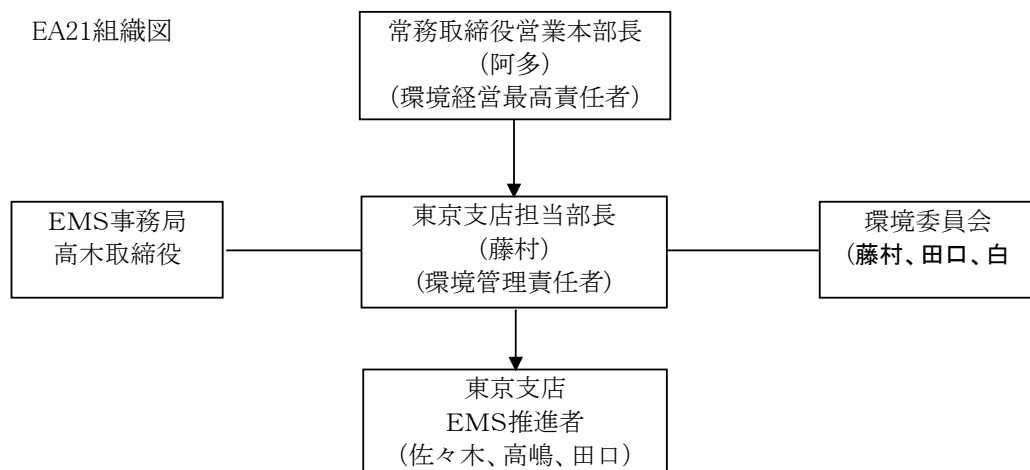 EA21組織図
常務取締役営業本部長
(阿多)
(環境経営最高責任者)
EMS事務局
高木取締役
東京支店担当部長
(藤村)
(環境管理責任者)
環境委員会
(藤村、田口、白
東京支店
EMS推進者
(佐々木、高嶋、田口)